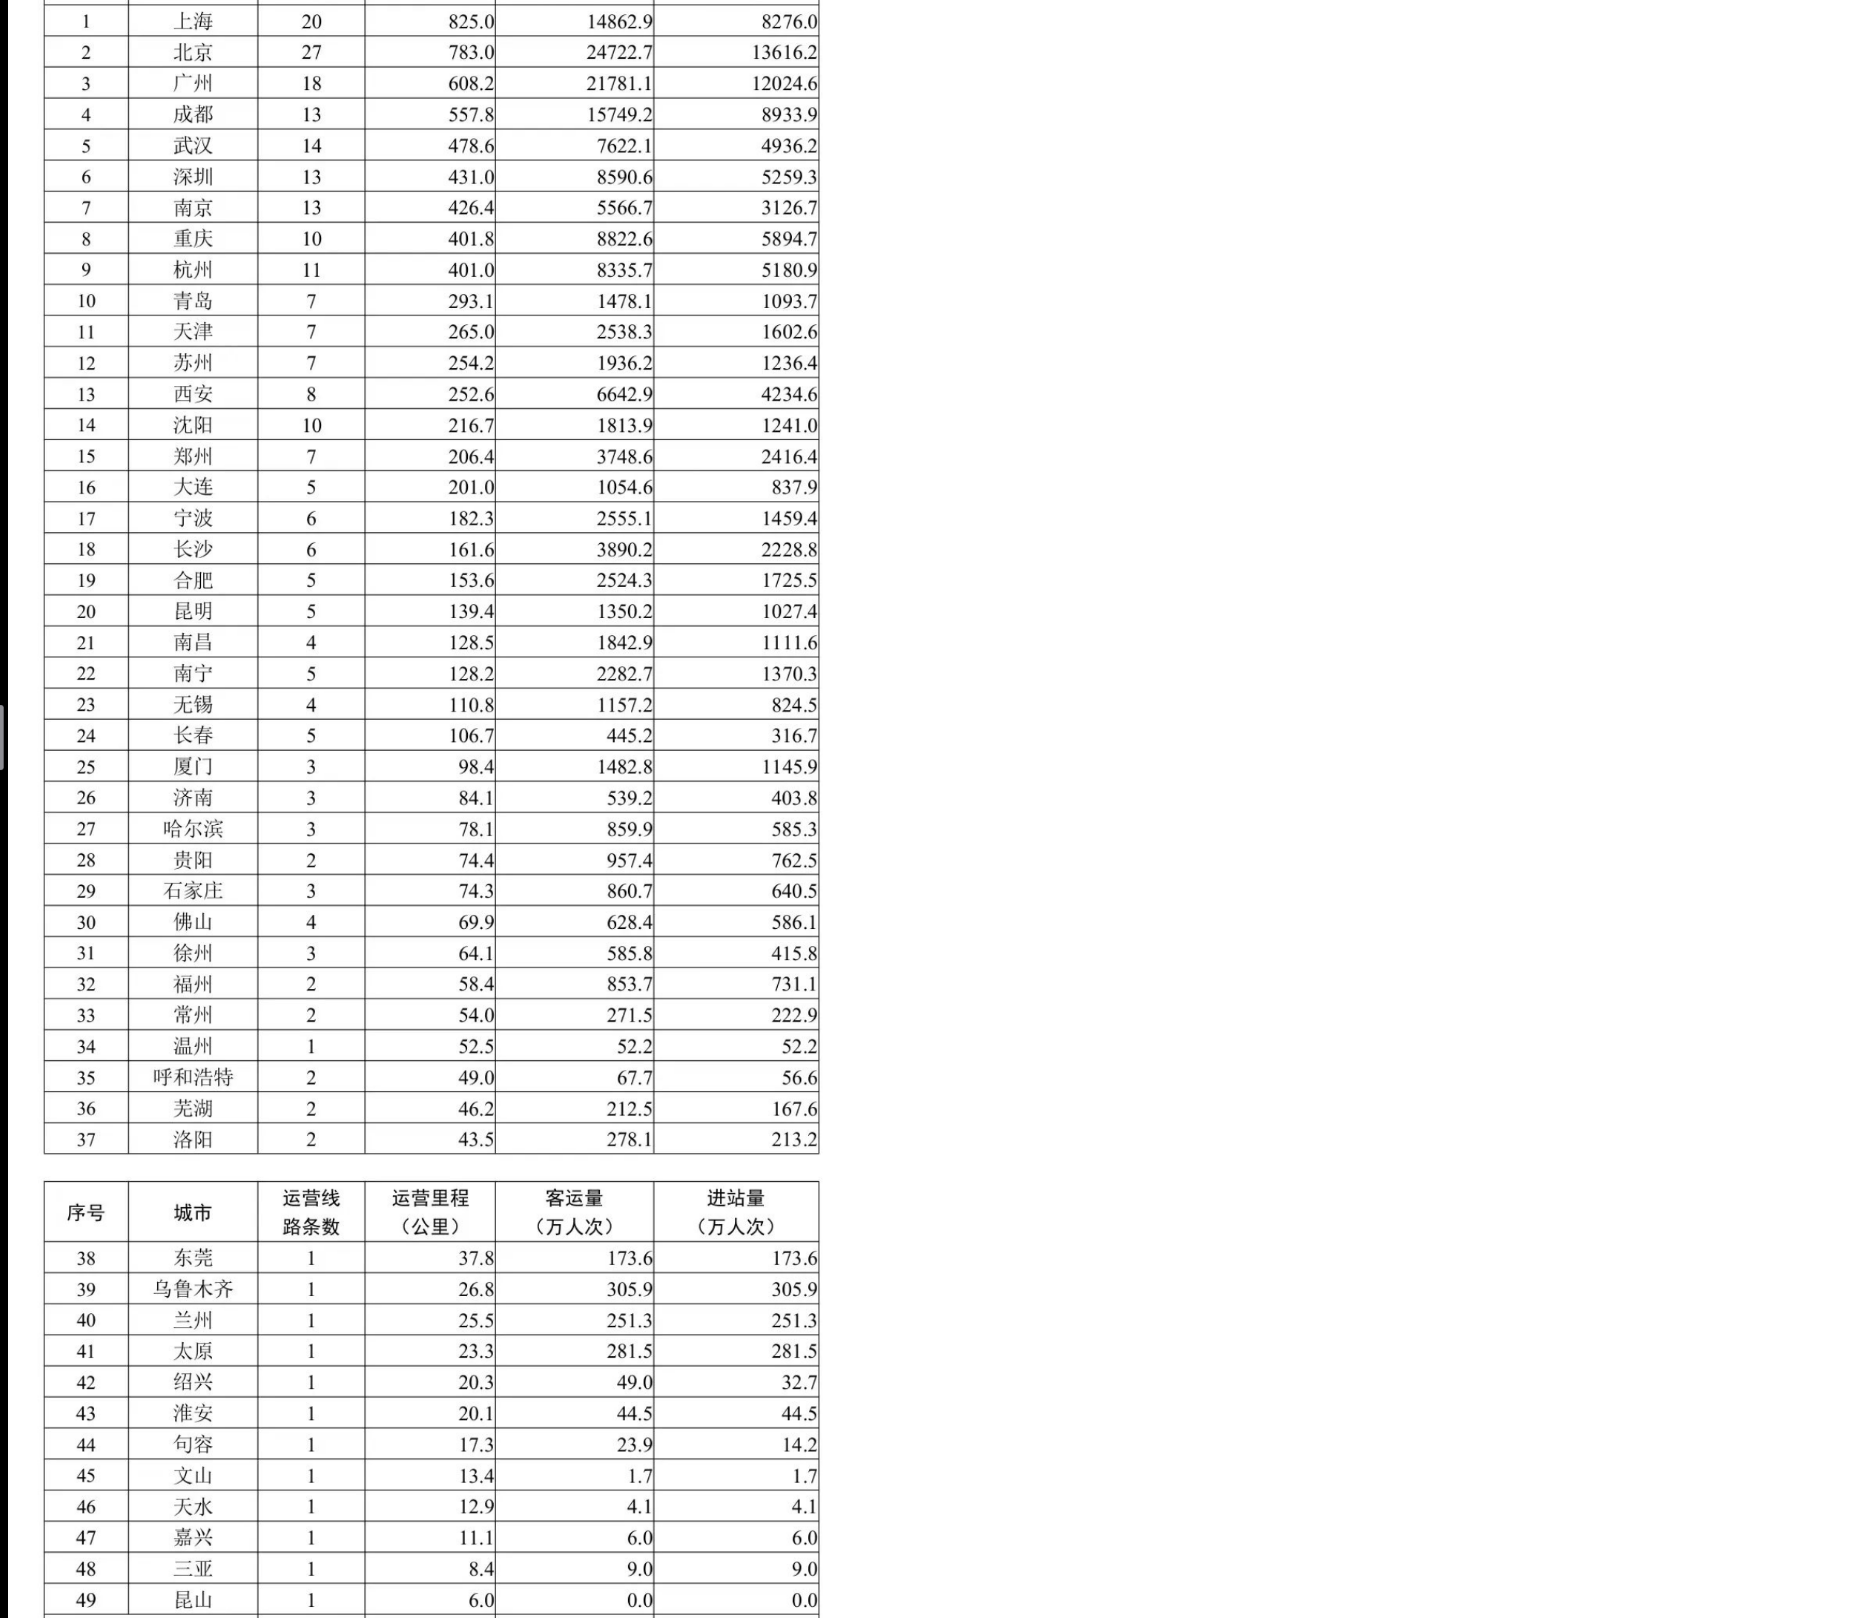 1 上海 20 825.0 14862.9 8276.0
2 北京 27 783.0 24722.7 13616.2
3 广州 18 608.2 21781.1 12024.6
4 成都 13 557.8 15749.2 8933.9
5 武汉 14 478.6 7622.1 4936.2
6 深圳 13 431.0 8590.6 5259.3
7 南京 13 426.4 5566.7 3126.7
8 重庆 10 401.8 8822.6 5894.7
9 杭州 11 401.0 8335.7 5180.9
10 青岛 7 293.1 1478.1 1093.7
11 天津 7 265.0 2538.3 1602.6
12 苏州 7 254.2 1936.2 1236.4
13 西安 8 252.6 6642.9 4234.6
14 沈阳 10 216.7 1813.9 1241.0
15 郑州 7 206.4 3748.6 2416.4
16 大连 5 201.0 1054.6 837.9
17 宁波 6 182.3 2555.1 1459.4
18 长沙 6 161.6 3890.2 2228.8
19 合肥 5 153.6 2524.3 1725.5
20 昆明 5 139.4 1350.2 1027.4
21 南昌 4 128.5 1842.9 1111.6
22 南宁 5 128.2 2282.7 1370.3
23 无锡 4 110.8 1157.2 824.5
24 长春 5 106.7 445.2 316.7
25 厦门 3 98.4 1482.8 1145.9
26 济南 3 84.1 539.2 403.8
27 哈尔滨 3 78.1 859.9 585.3
28 贵阳 2 74.4 957.4 762.5
29 石家庄 3 74.3 860.7 640.5
30 佛山 4 69.9 628.4 586.1
31 徐州 3 64.1 585.8 415.8
32 福州 2 58.4 853.7 731.1
33 常州 2 54.0 271.5 222.9
34 温州 1 52.5 52.2 52.2
35 呼和浩特 2 49.0 67.7 56.6
36 芜湖 2 46.2 212.5 167.6
37 洛阳 2 43.5 278.1 213.2
序号 城市 运营线 运营里程 客运量 进站量
路条数 （公里） （万人次） （万人次）
38 东莞 1 37.8 173.6 173.6
39 乌鲁木齐 1 26.8 305.9 305.9
40 兰州 1 25.5 251.3 251.3
41 太原 1 23.3 281.5 281.5
42 绍兴 1 20.3 49.0 32.7
43 淮安 1 20.1 44.5 44.5
44 句容 1 17.3 23.9 14.2
45 文山 1 13.4 1.7 1.7
46 天水 1 12.9 4.1 4.1
47 嘉兴 1 11.1 6.0 6.0
48 三亚 1 8.4 9.0 9.0
49 昆山 1 6.0 0.0 0.0